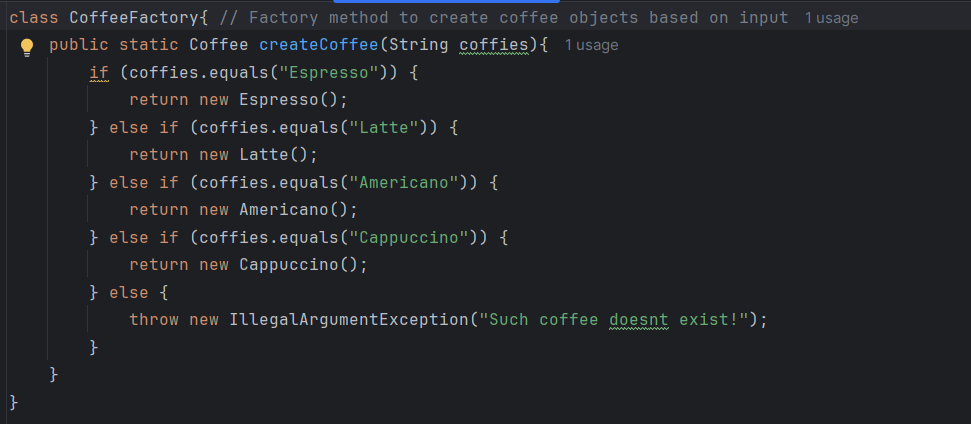 class CoffeeFactory{ // Factory method to create coffee objects based on input 1 usage
public static Coffee createCoffee(String coffies){ 1 usage
if (coffies.equals("Espresso")) {
return new Espresso();
} else if (coffies.equals("Latte")) {
return new Latte();
} else if (coffies.equals("Americano")) {
return new Americano();
} else if (coffies.equals("Cappuccino")) {
return new Cappuccino();
} else {
throw new IllegalArgumentException("Such coffee doesnt exist!");
}
}
}